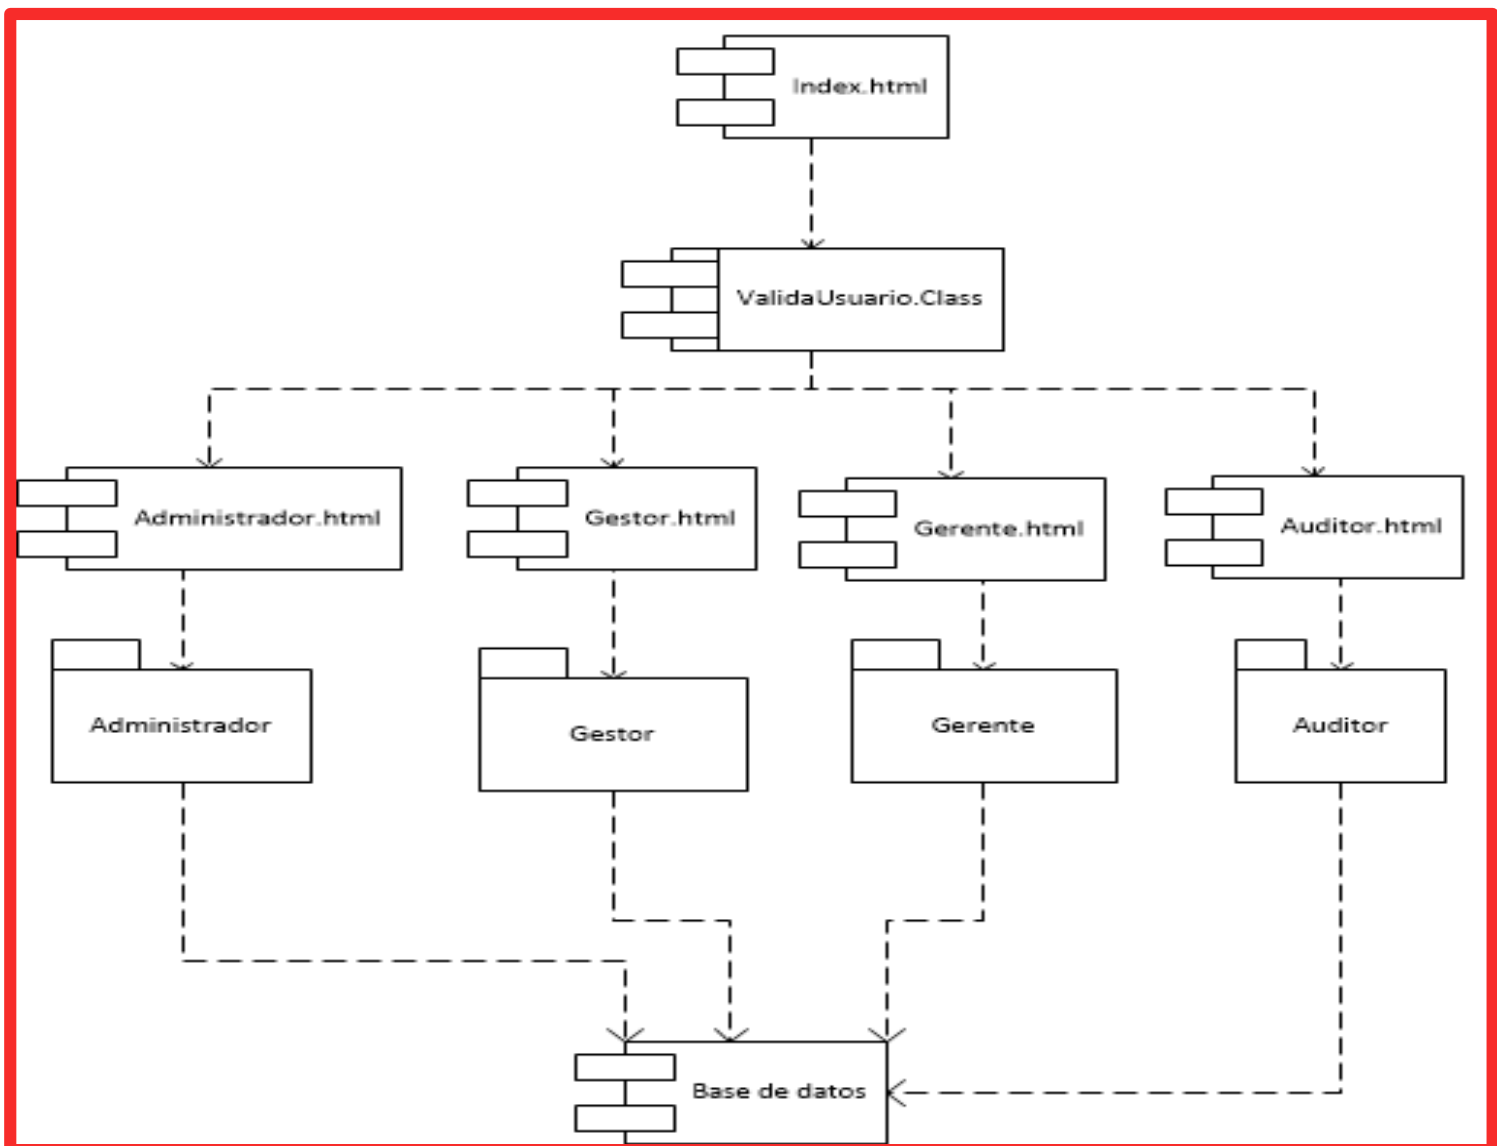 Index.html
ValidaUsuario.Class
Administrador.html
Gestor.html
Gerente.html
Auditor.html
Administrador
Gestor
Gerente
Auditor
Base de datos